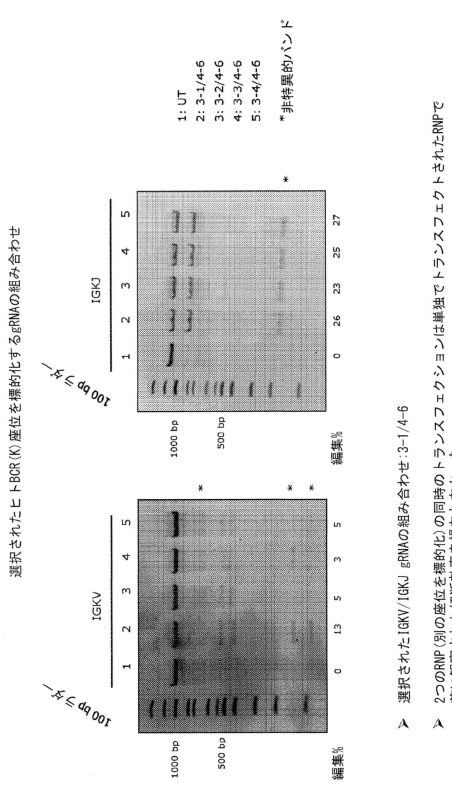 選択されたヒトBCR(K)座位を標的化するgRNAの組み合わせ
IGKV
100 bp ラダー 1 2 3 4 5
1000 bp
500 bp
*
*
*
編集% 0 13 5 3 5
IGKJ
100 bp ラダー 1 2 3 4 5
1000 bp
500 bp
*
編集% 0 26 23 25 27
1: UT
2: 3-1/4-6
3: 3-2/4-6
4: 3-3/4-6
5: 3-4/4-6
*非特異的バンド
➢ 選択されたIGKV/IGKJ gRNAの組み合わせ:3-1/4-6
➢ 2つのRNP(別の座位を標的化)の同時のトランスフェクションは単独でトランスフェクトされたRNPで